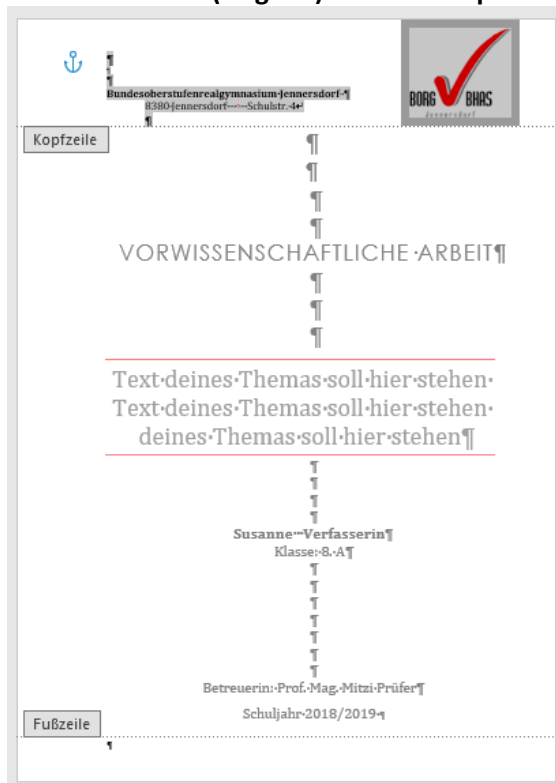 Bundesoberstufenrealgymnasium Jennersdorf
8380 Jennersdorf – Schulstr. 4
BORG BHAS
Jennersdorf
Kopfzeile
VORWISSENSCHAFTLICHE ARBEIT
Text deines Themas soll hier stehen
Text deines Themas soll hier stehen
deines Themas soll hier stehen
Susanne Verfasserin
Klasse: 8. A
Betreuerin: Prof. Mag. Mitzi Prüfer
Schuljahr 2018/2019
Fußzeile